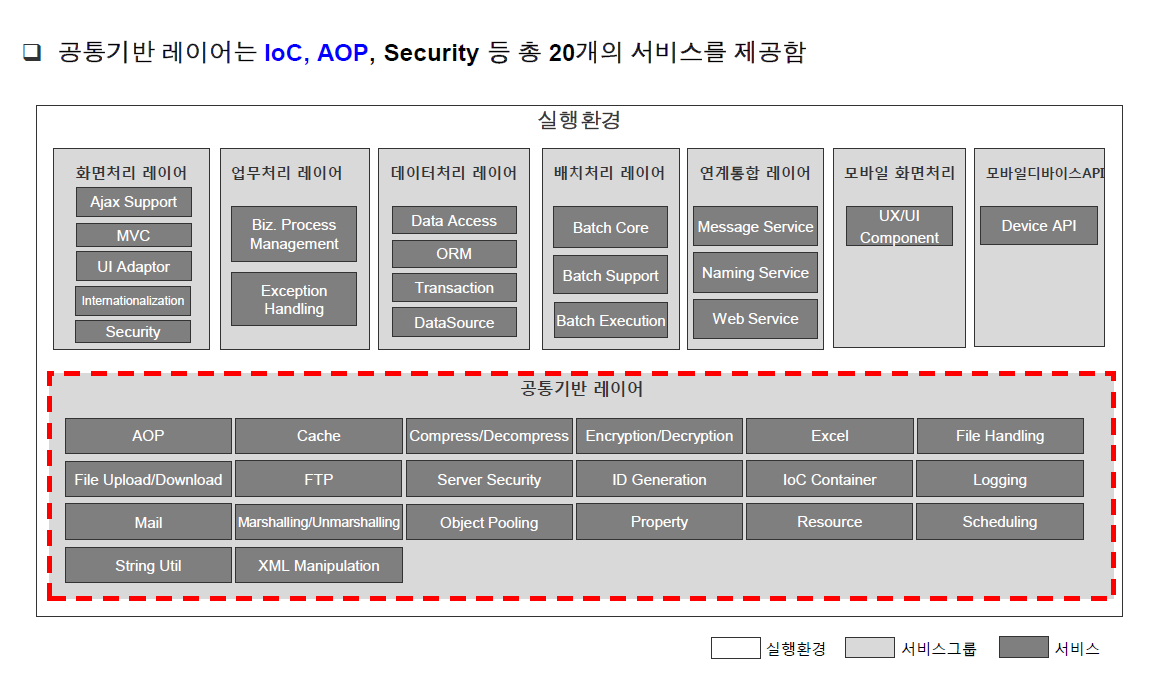 ❑ 공통기반 레이어는 IoC, AOP, Security 등 총 20개의 서비스를 제공함
실행환경
화면처리 레이어
Ajax Support
MVC
UI Adaptor
Internationalization
Security
업무처리 레이어
Biz. Process
Management
Exception
Handling
데이터처리 레이어
Data Access
ORM
Transaction
DataSource
배치처리 레이어
Batch Core
Batch Support
Batch Execution
연계통합 레이어
Message Service
Naming Service
Web Service
모바일 화면처리
UX/UI
Component
모바일디바이스API
Device API
공통기반 레이어
AOP
Cache
Compress/Decompress
Encryption/Decryption
Excel
File Handling
File Upload/Download
FTP
Server Security
ID Generation
IoC Container
Logging
Mail
Marshalling/Unmarshalling
Object Pooling
Property
Resource
Scheduling
String Util
XML Manipulation
실행환경
서비스그룹
서비스